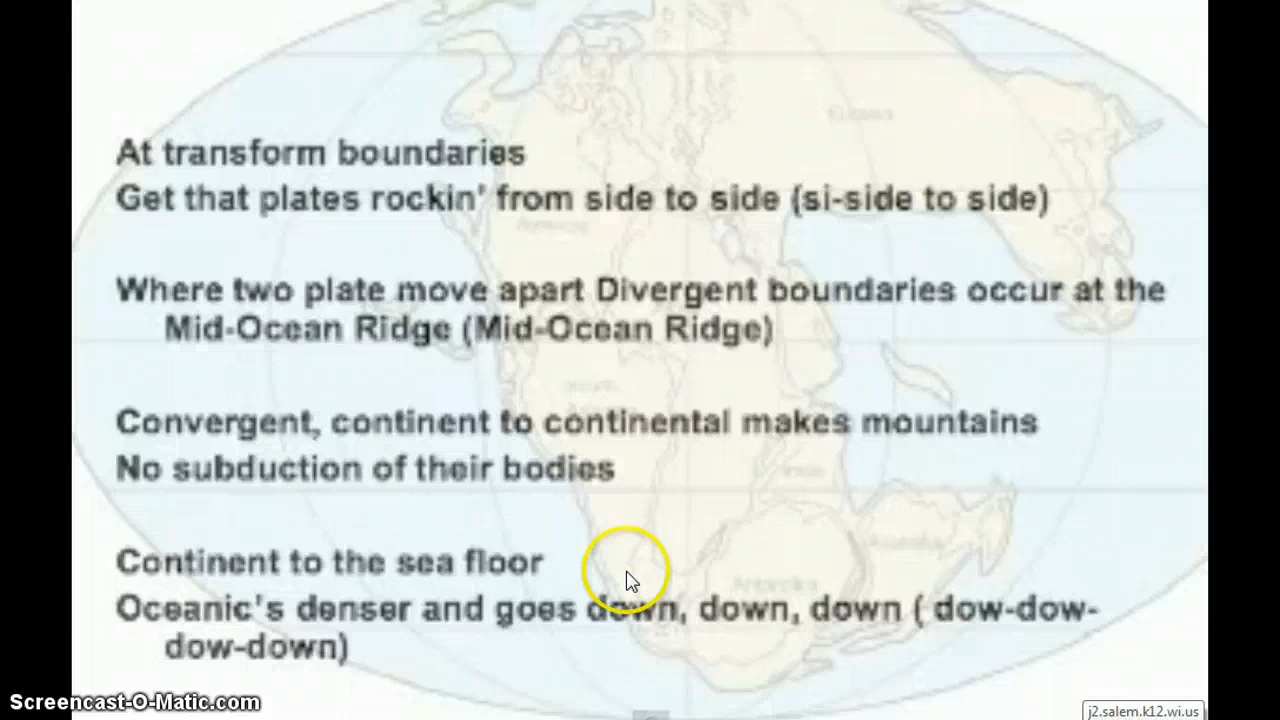 At transform boundaries
Get that plates rockin' from side to side (si-side to side)
Where two plate move apart Divergent boundaries occur at the
Mid-Ocean Ridge (Mid-Ocean Ridge)
Convergent, continent to continental makes mountains
No subduction of their bodies
Continent to the sea floor
Oceanic's denser and goes down, down, down ( dow-dow-
dow-down)
Screencast-O-Matic.com
j2.salem.k12.wi.us